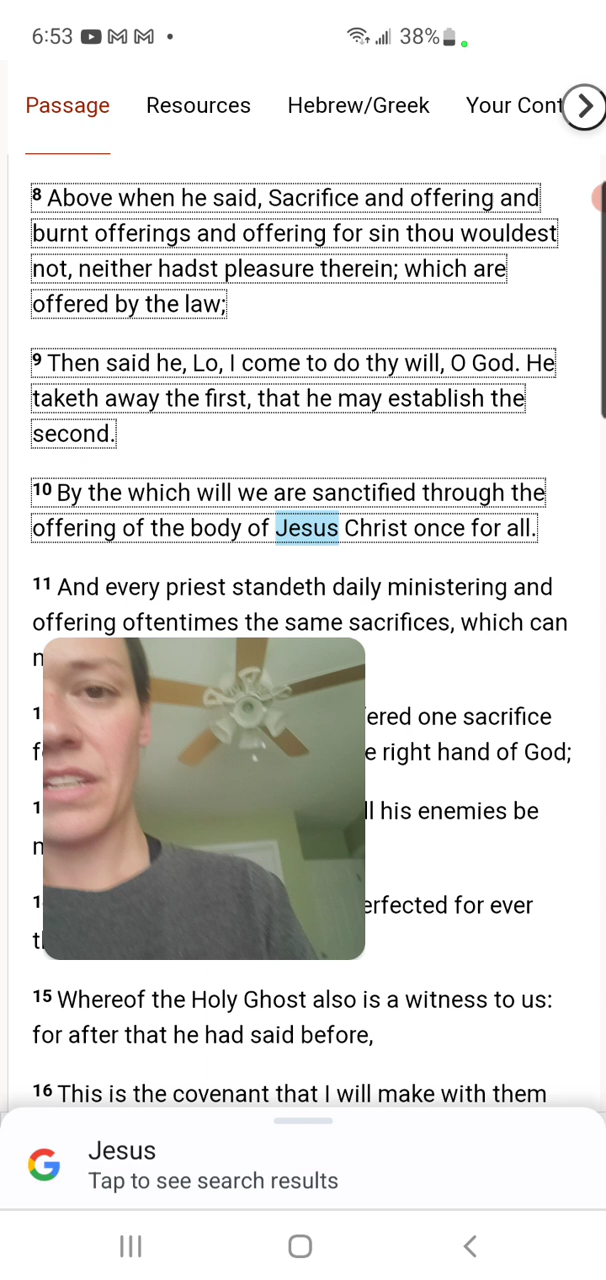 6:53 38%
Passage Resources Hebrew/Greek Your Cont
8 Above when he said, Sacrifice and offering and
burnt offerings and offering for sin thou wouldest
not, neither hadst pleasure therein; which are
offered by the law;
9 Then said he, Lo, I come to do thy will, O God. He
taketh away the first, that he may establish the
second.
10 By the which will we are sanctified through the
offering of the body of Jesus Christ once for all.
11 And every priest standeth daily ministering and
offering oftentimes the same sacrifices, which can
n
1 ered one sacrifice
f e right hand of God;
1 ll his enemies be
n
1 erfected for ever
t
15 Whereof the Holy Ghost also is a witness to us:
for after that he had said before,
16 This is the covenant that I will make with them
Jesus
Tap to see search results